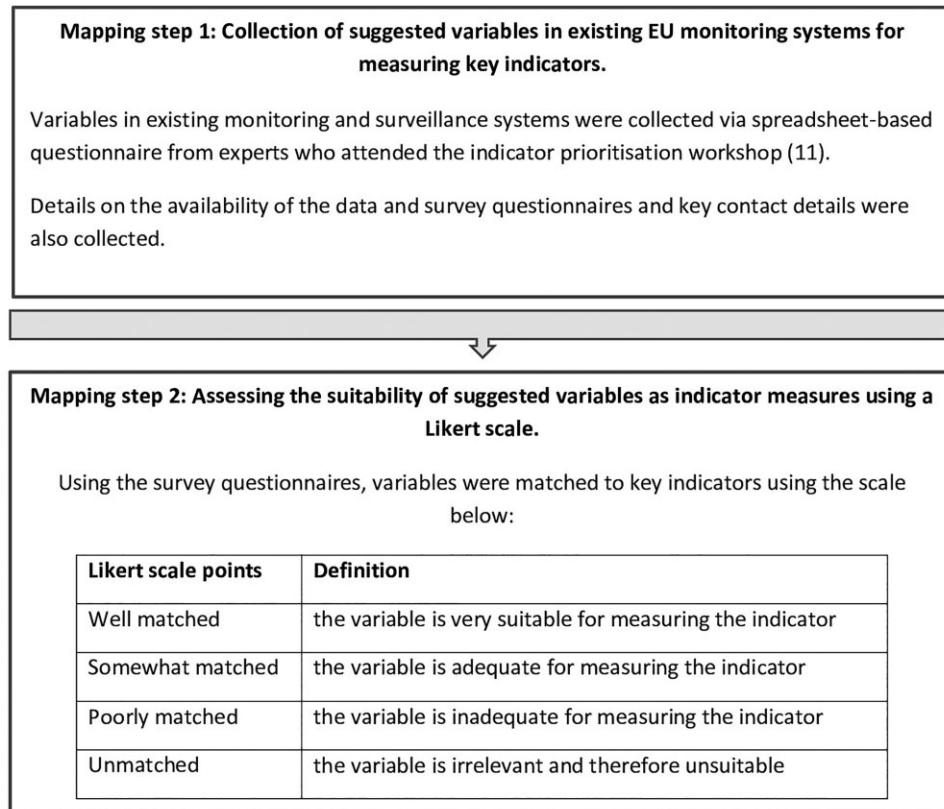 Mapping step 1: Collection of suggested variables in existing EU monitoring systems for
measuring key indicators.
Variables in existing monitoring and surveillance systems were collected via spreadsheet-based
questionnaire from experts who attended the indicator prioritisation workshop (11).
Details on the availability of the data and survey questionnaires and key contact details were
also collected.
Mapping step 2: Assessing the suitability of suggested variables as indicator measures using a
Likert scale.
Using the survey questionnaires, variables were matched to key indicators using the scale
below:
Likert scale points Definition
Well matched the variable is very suitable for measuring the indicator
Somewhat matched the variable is adequate for measuring the indicator
Poorly matched the variable is inadequate for measuring the indicator
Unmatched the variable is irrelevant and therefore unsuitable